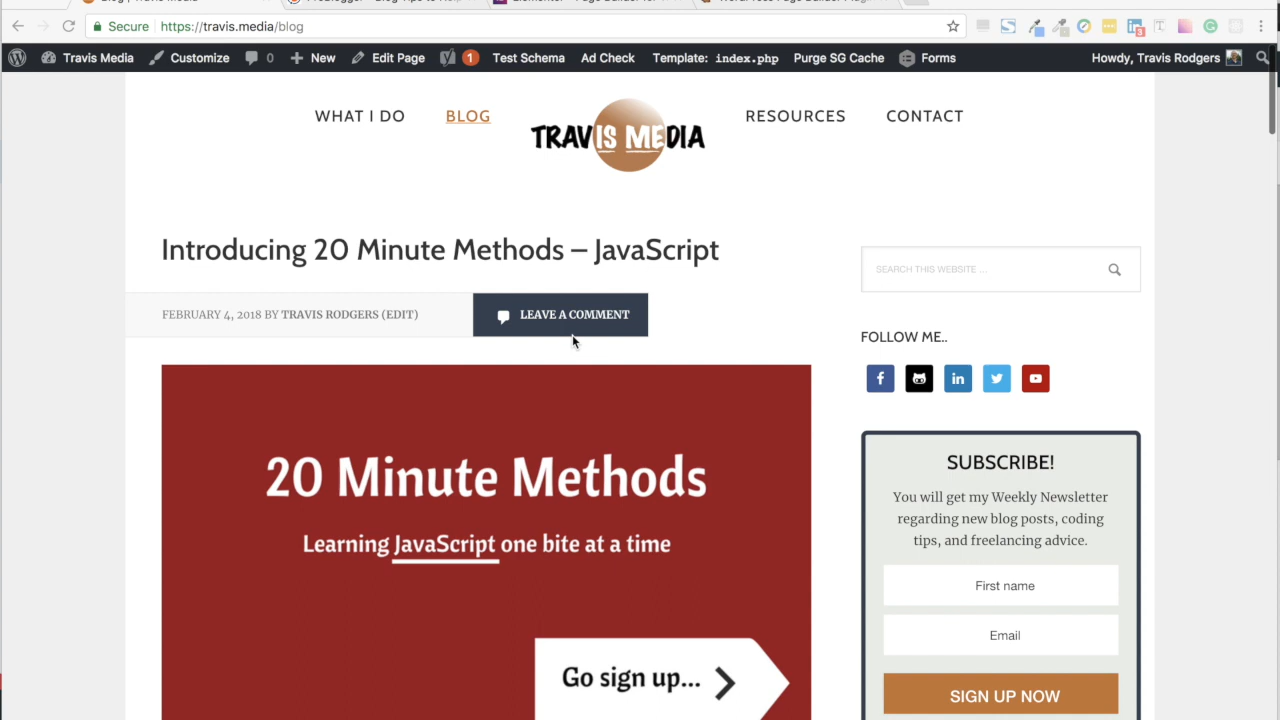 Secure
https://travis.media/blog
Travis Media
Customize
0
New
Edit Page
1
Test Schema
Ad Check
Template: index.php
Purge SG Cache
Forms
Howdy, Travis Rodgers
3
WHAT I DO
BLOG
TRAVIS MEDIA
RESOURCES
CONTACT
Introducing 20 Minute Methods – JavaScript
FEBRUARY 4, 2018 BY TRAVIS RODGERS (EDIT)
LEAVE A COMMENT
20 Minute Methods
Learning JavaScript one bite at a time
Go sign up...
SEARCH THIS WEBSITE ...
FOLLOW ME..
SUBSCRIBE!
You will get my Weekly Newsletter
regarding new blog posts, coding
tips, and freelancing advice.
First name
Email
SIGN UP NOW